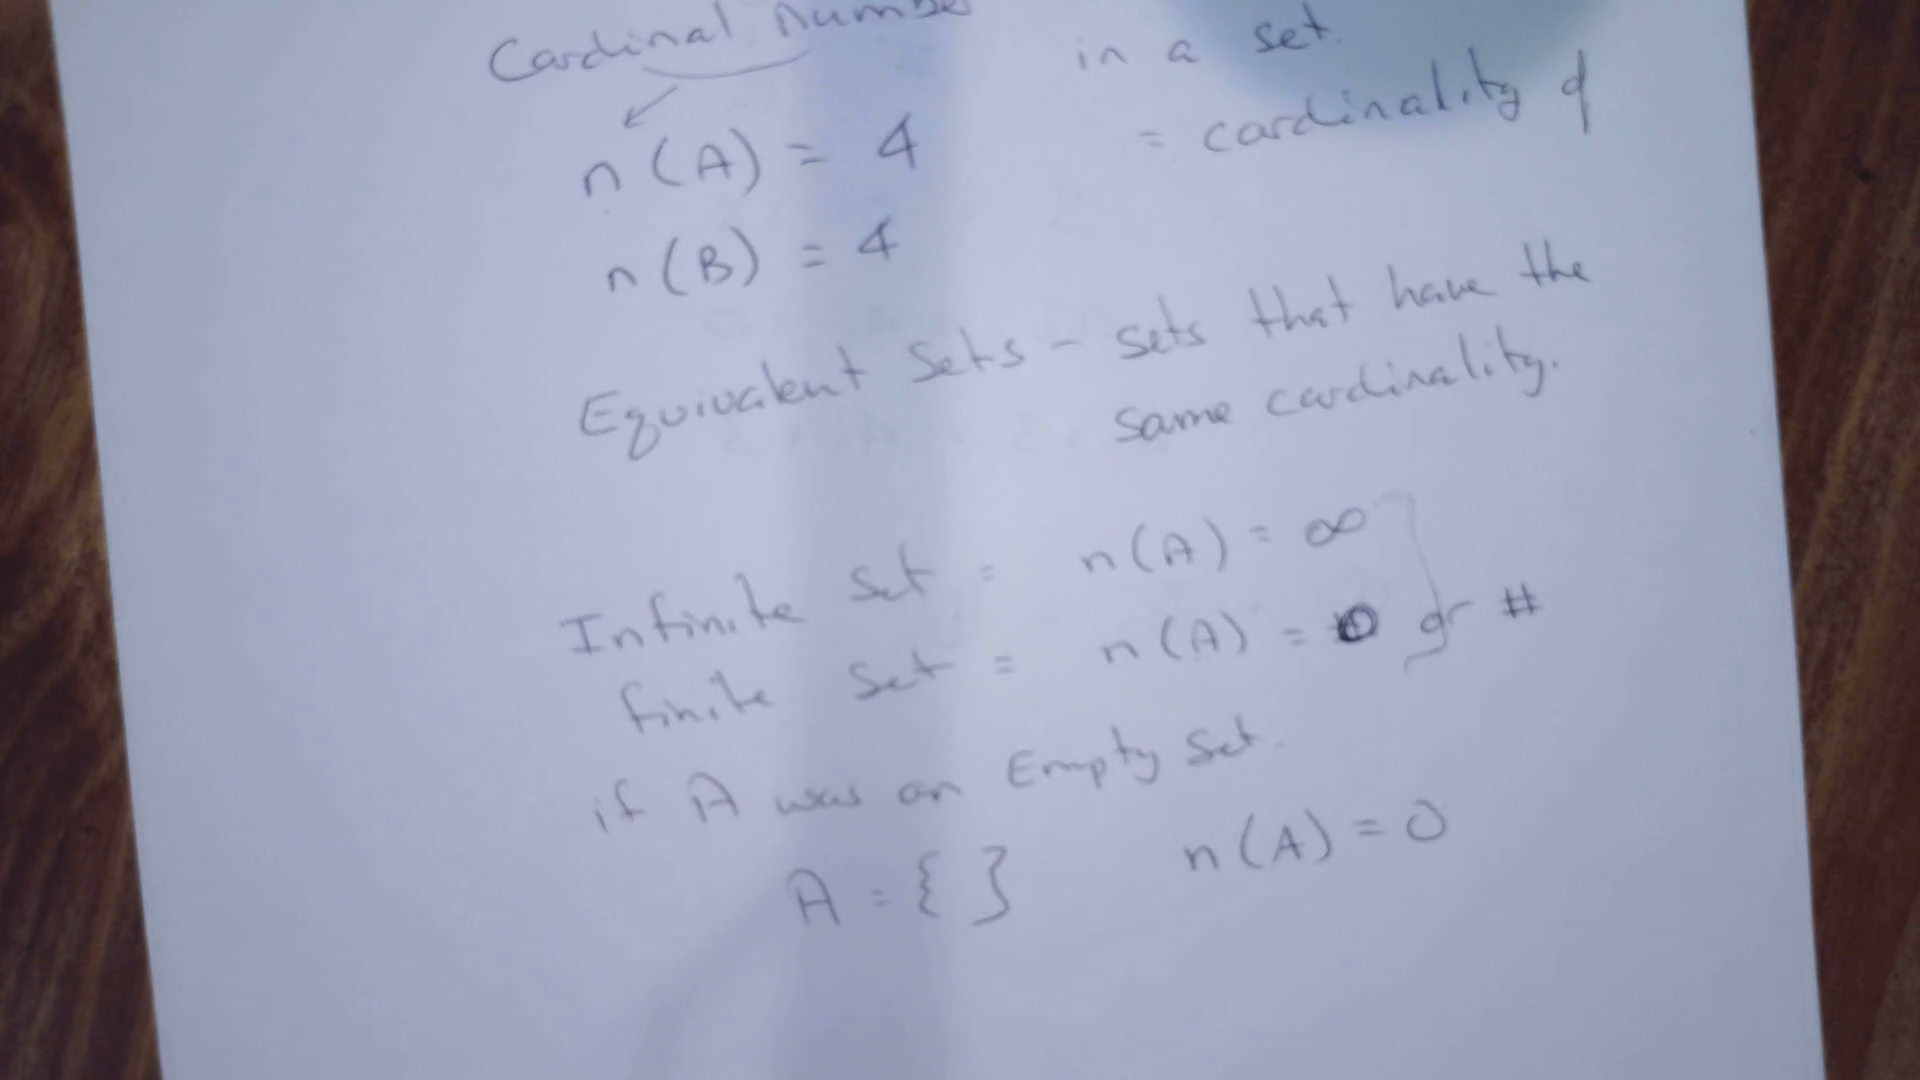 Cardinal Number
in a set.
n (A) = 4
= cardinality of
n (B) = 4
Equivalent Sets - sets that have the
same cardinality.
Infinite Set = n (A) = ∞
finite Set = n (A) = 0 or #
if A was an Empty Set.
A = { } n (A) = 0